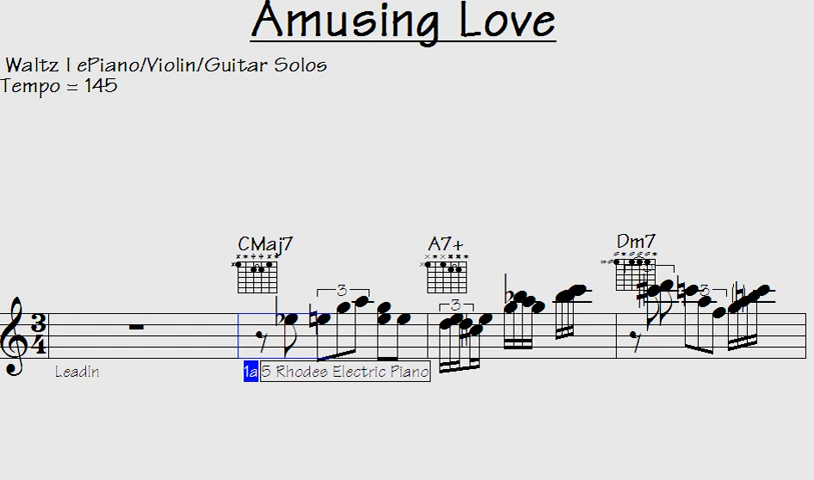 Amusing Love
Waltz | ePiano/Violin/Guitar Solos
Tempo = 145
CMaj7 A7+ Dm7
3 3 3 3
3
4
LeadIn
1a 5 Rhodes Electric Piano